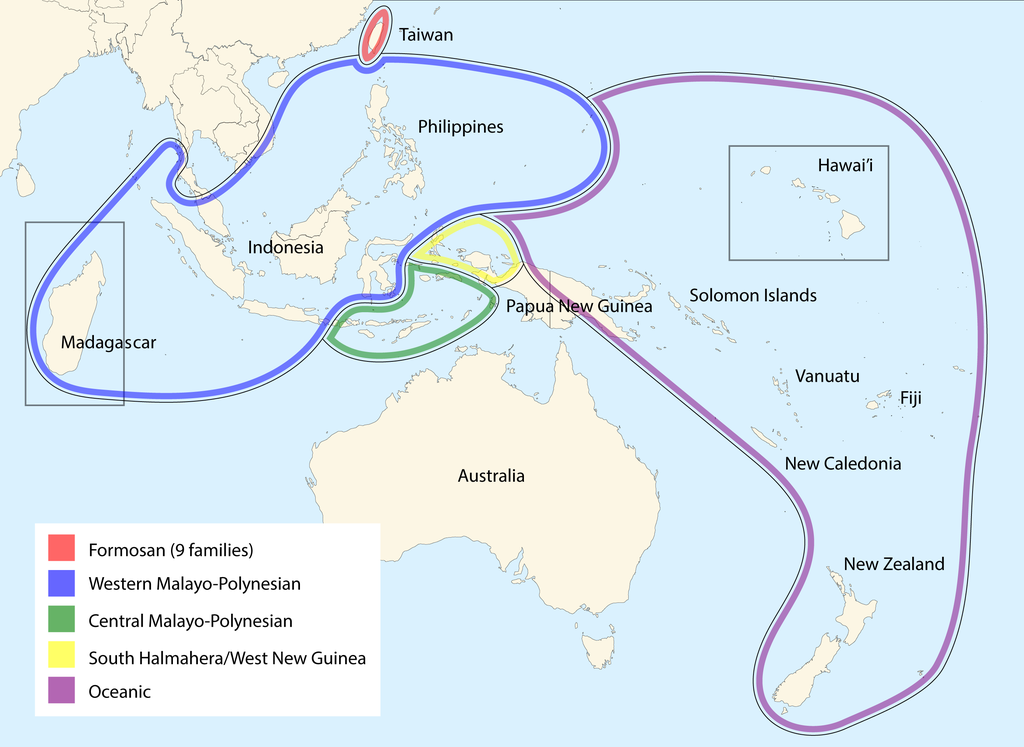 Taiwan
Philippines
Hawai'i
Indonesia
Solomon Islands
Papua New Guinea
Madagascar
Vanuatu
Fiji
New Caledonia
Australia
New Zealand
Formosan (9 families)
Western Malayo-Polynesian
Central Malayo-Polynesian
South Halmahera/West New Guinea
Oceanic